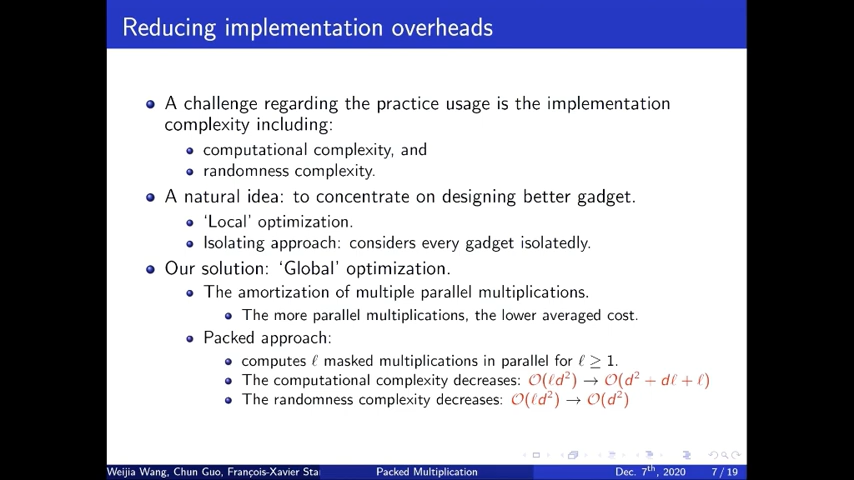 Reducing implementation overheads
A challenge regarding the practice usage is the implementation
complexity including:
computational complexity, and
randomness complexity.
A natural idea: to concentrate on designing better gadget.
‘Local’ optimization.
Isolating approach: considers every gadget isolatedly.
Our solution: ‘Global’ optimization.
The amortization of multiple parallel multiplications.
The more parallel multiplications, the lower averaged cost.
Packed approach:
computes ℓ masked multiplications in parallel for ℓ ≥ 1.
The computational complexity decreases: O(ℓd²) → O(d² + dℓ + ℓ)
The randomness complexity decreases: O(ℓd²) → O(d²)
Weijia Wang, Chun Guo, François-Xavier Sta Packed Multiplication Dec. 7th, 2020 7 / 19